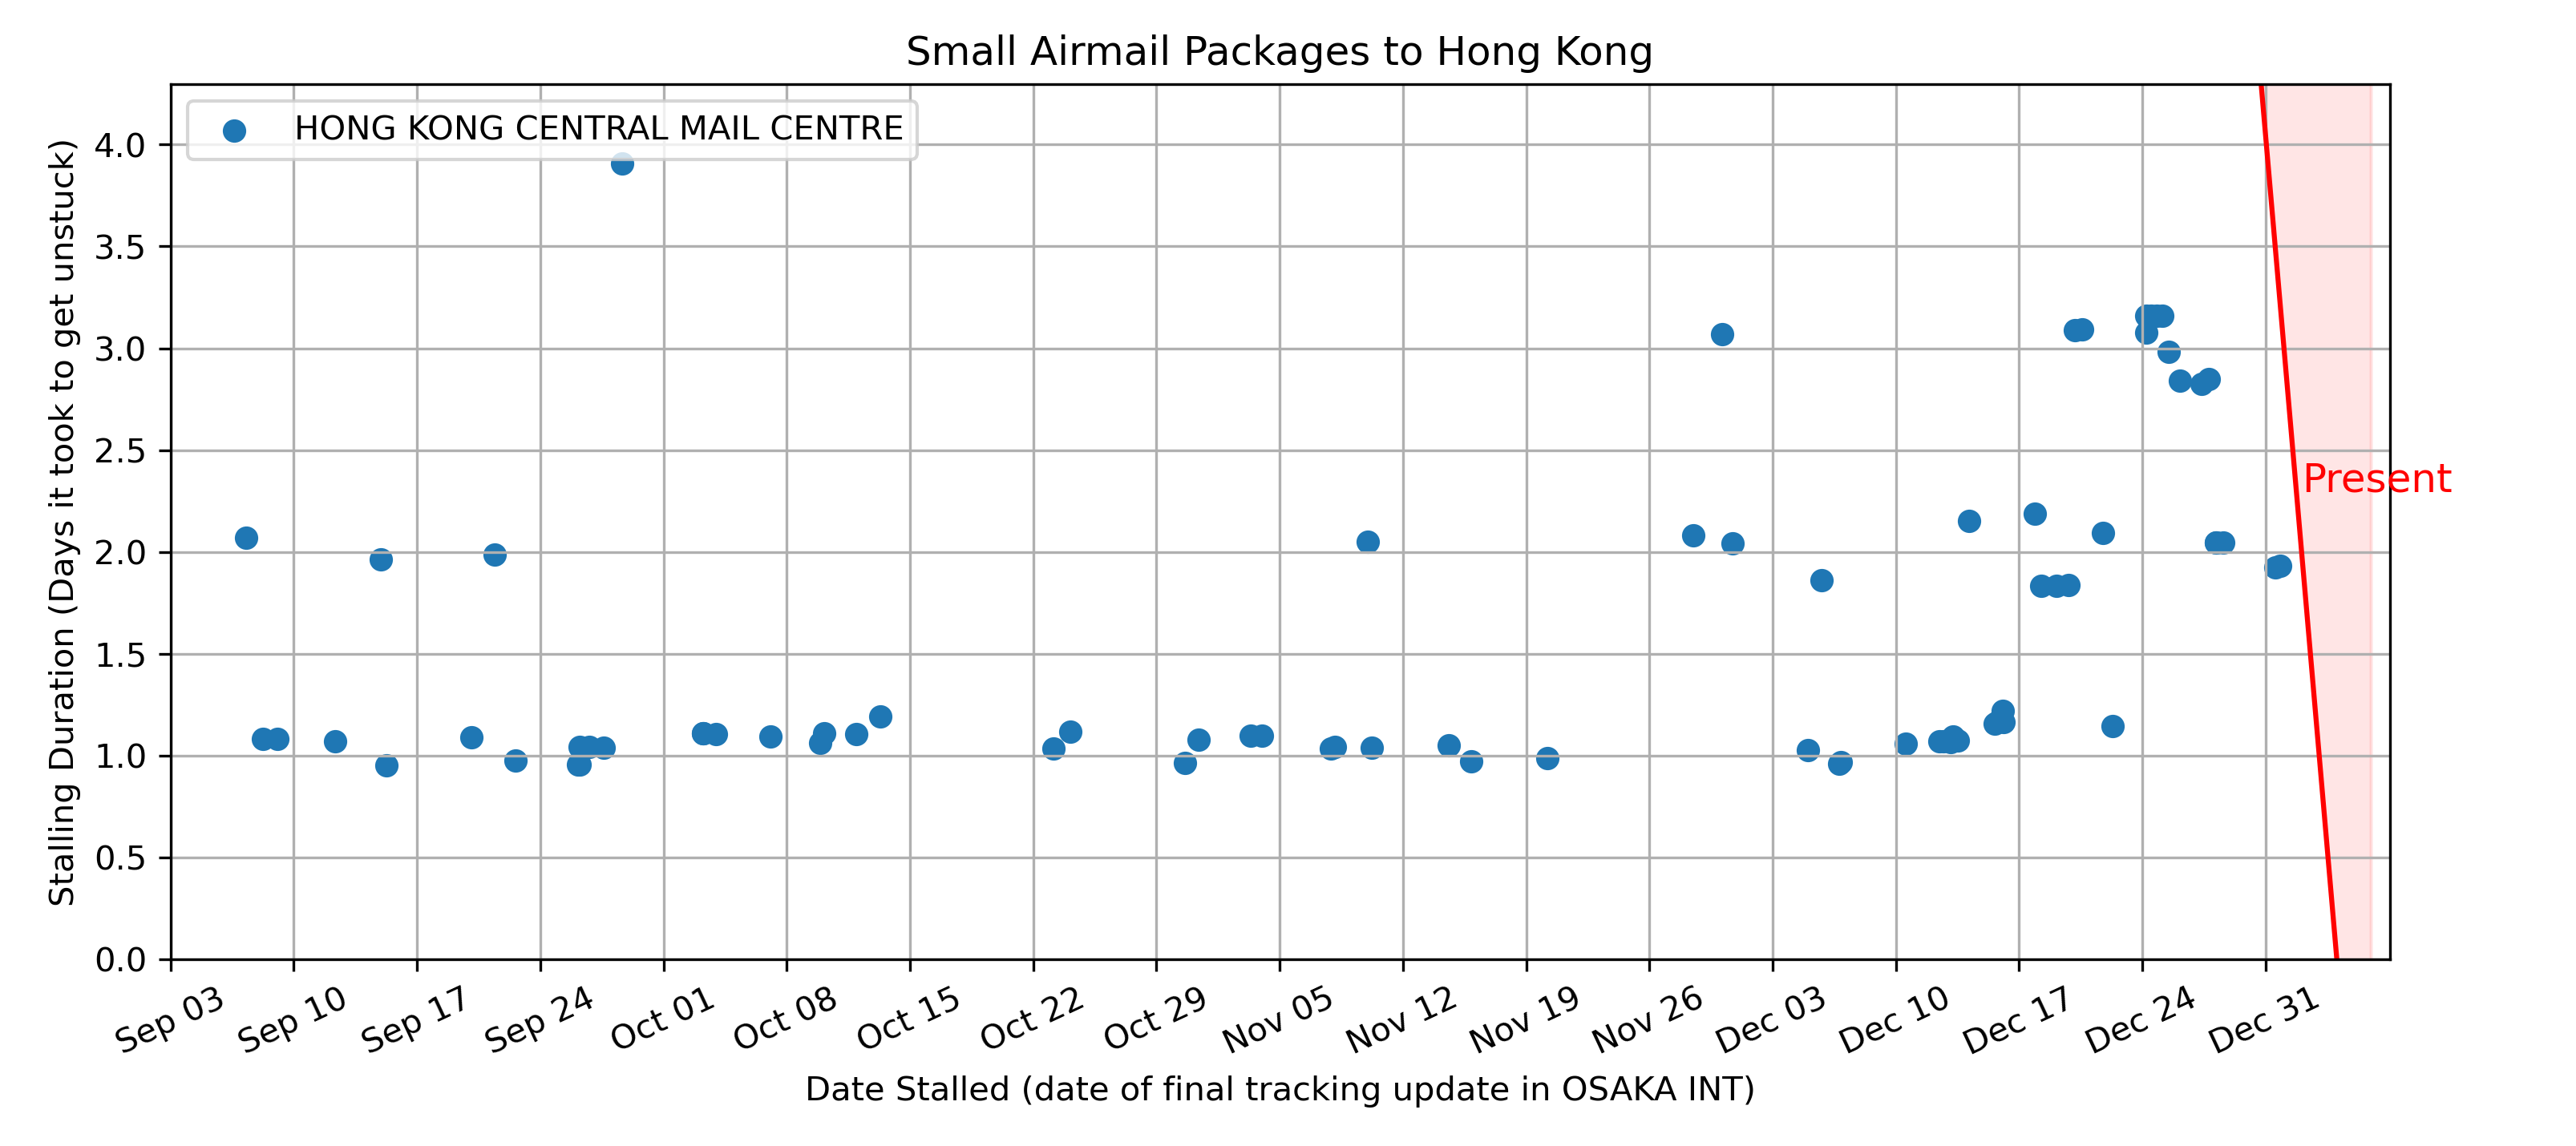 Small Airmail Packages to Hong Kong
HONG KONG CENTRAL MAIL CENTRE
Stalling Duration (Days it took to get unstuck)
4.0
3.5
3.0
2.5
2.0
1.5
1.0
0.5
0.0
Present
Sep 03
Sep 10
Sep 17
Sep 24
Oct 01
Oct 08
Oct 15
Oct 22
Oct 29
Nov 05
Nov 12
Nov 19
Nov 26
Dec 03
Dec 10
Dec 17
Dec 24
Dec 31
Date Stalled (date of final tracking update in OSAKA INT)